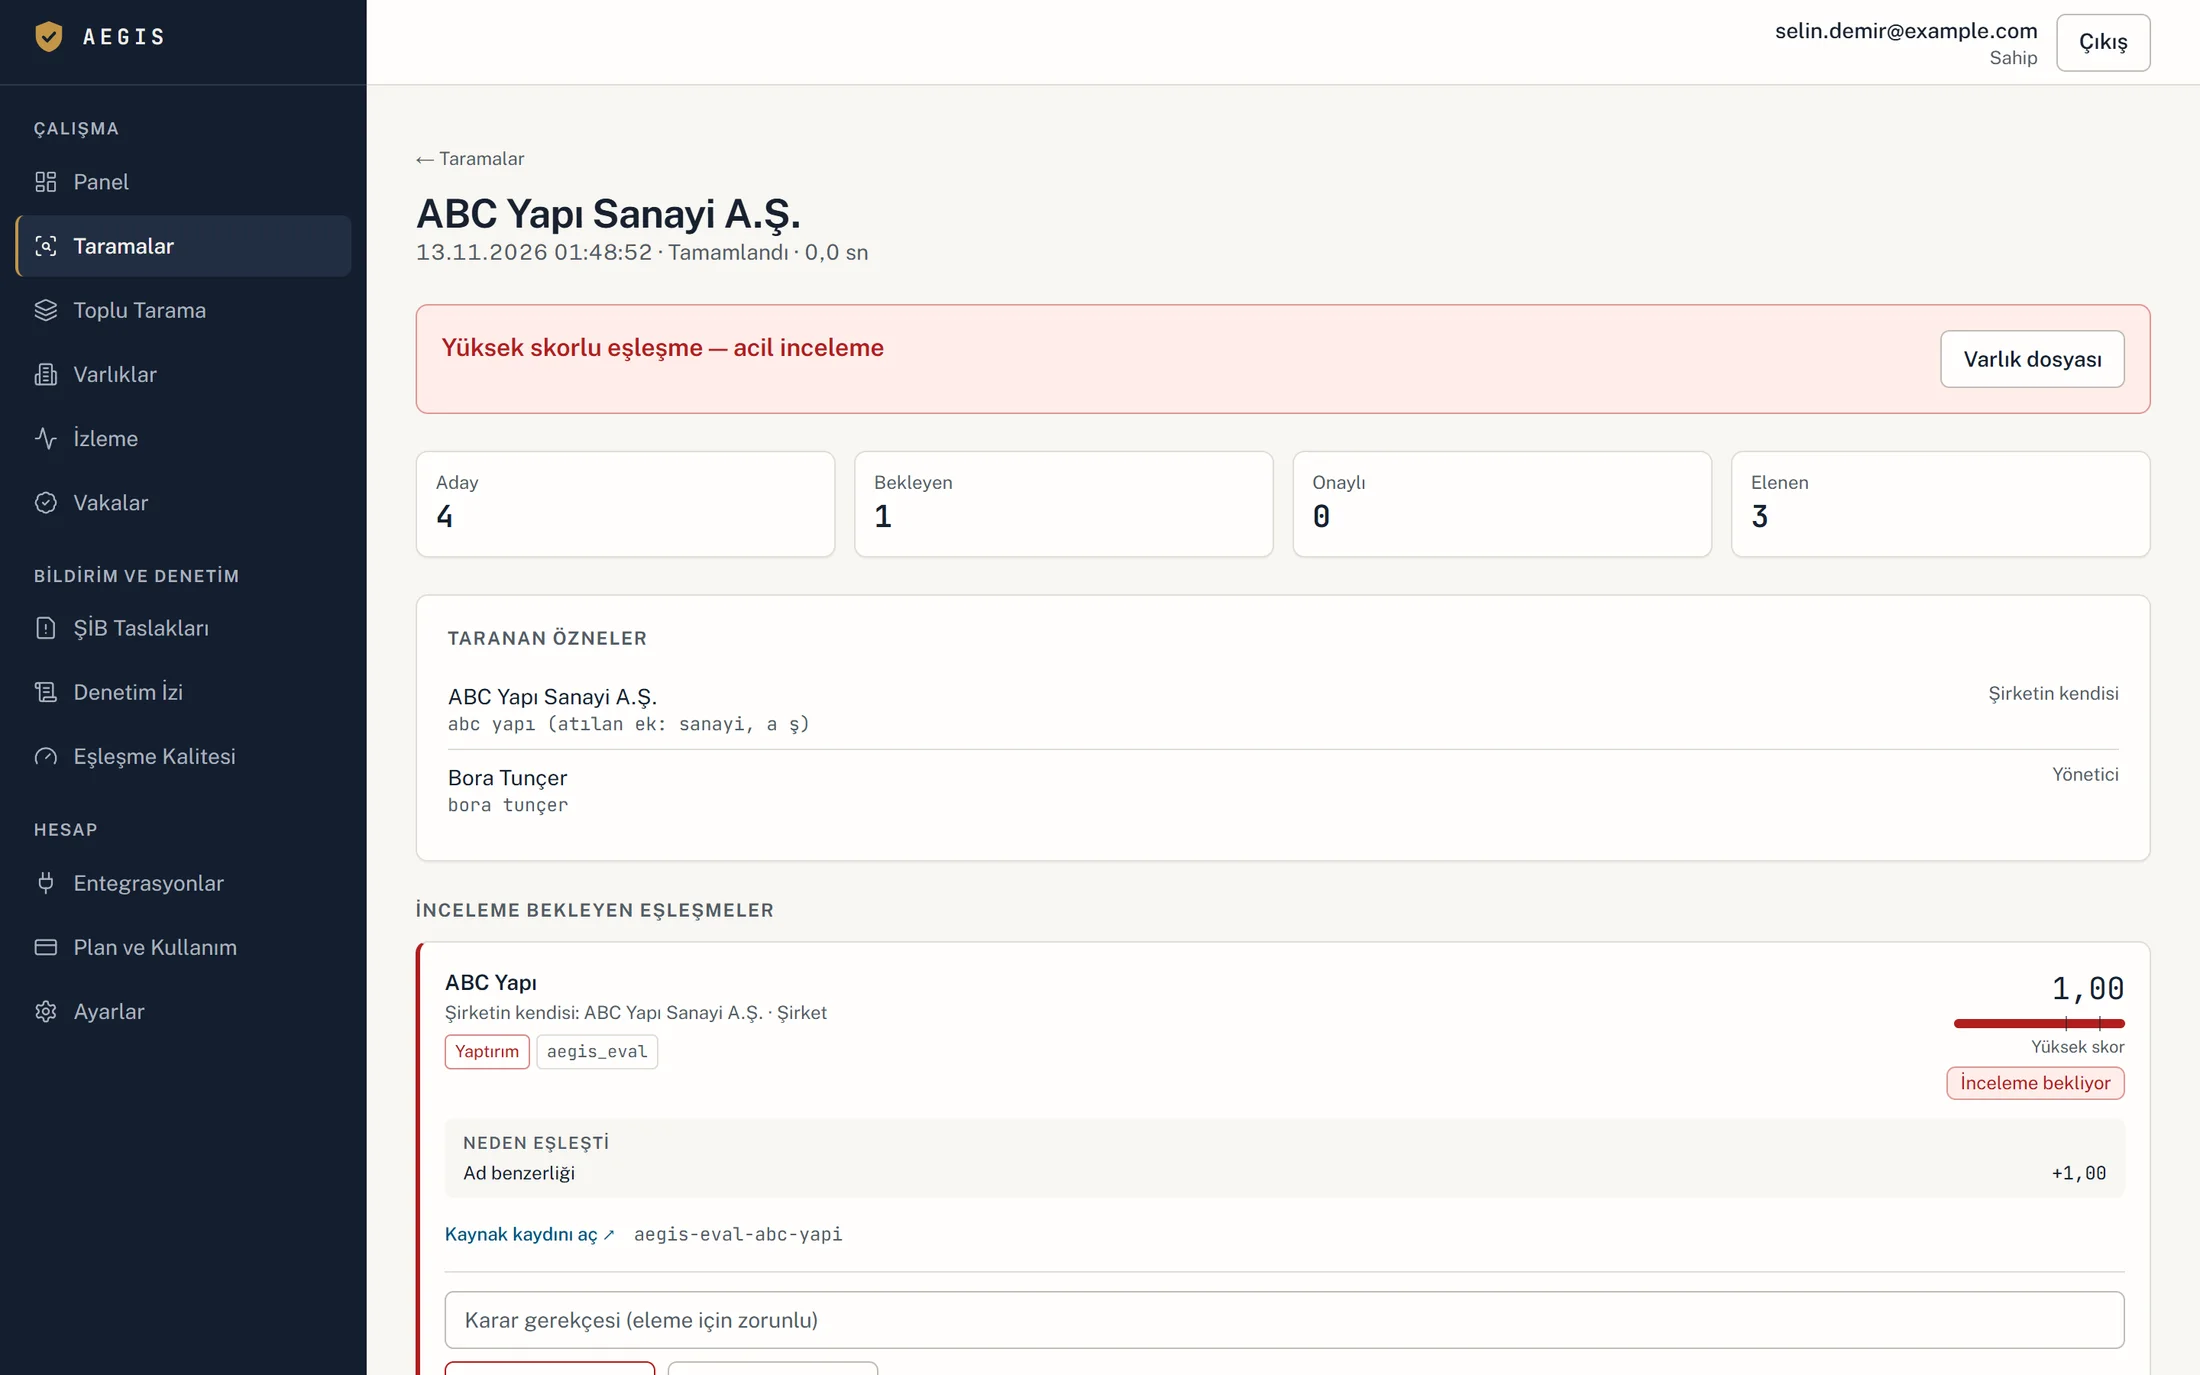 AEGIS
selin.demir@example.com
Sahip
Çıkış
ÇALIŞMA
Panel
Taramalar
Toplu Tarama
Varlıklar
İzleme
Vakalar
BİLDİRİM VE DENETİM
ŞİB Taslakları
Denetim İzi
Eşleşme Kalitesi
HESAP
Entegrasyonlar
Plan ve Kullanım
Ayarlar
← Taramalar
ABC Yapı Sanayi A.Ş.
13.11.2026 01:48:52 · Tamamlandı · 0,0 sn
Yüksek skorlu eşleşme — acil inceleme
Varlık dosyası
Aday
4
Bekleyen
1
Onaylı
0
Elenen
3
TARANAN ÖZNELER
ABC Yapı Sanayi A.Ş.
Şirketin kendisi
abc yapı (atılan ek: sanayi, a ş)
Bora Tunçer
Yönetici
bora tunçer
İNCELEME BEKLEYEN EŞLEŞMELER
ABC Yapı
1,00
Şirketin kendisi: ABC Yapı Sanayi A.Ş. · Şirket
Yaptırım aegis_eval
Yüksek skor
İnceleme bekliyor
NEDEN EŞLEŞTİ
Ad benzerliği +1,00
Kaynak kaydını aç ↗ aegis-eval-abc-yapi
Karar gerekçesi (eleme için zorunlu)